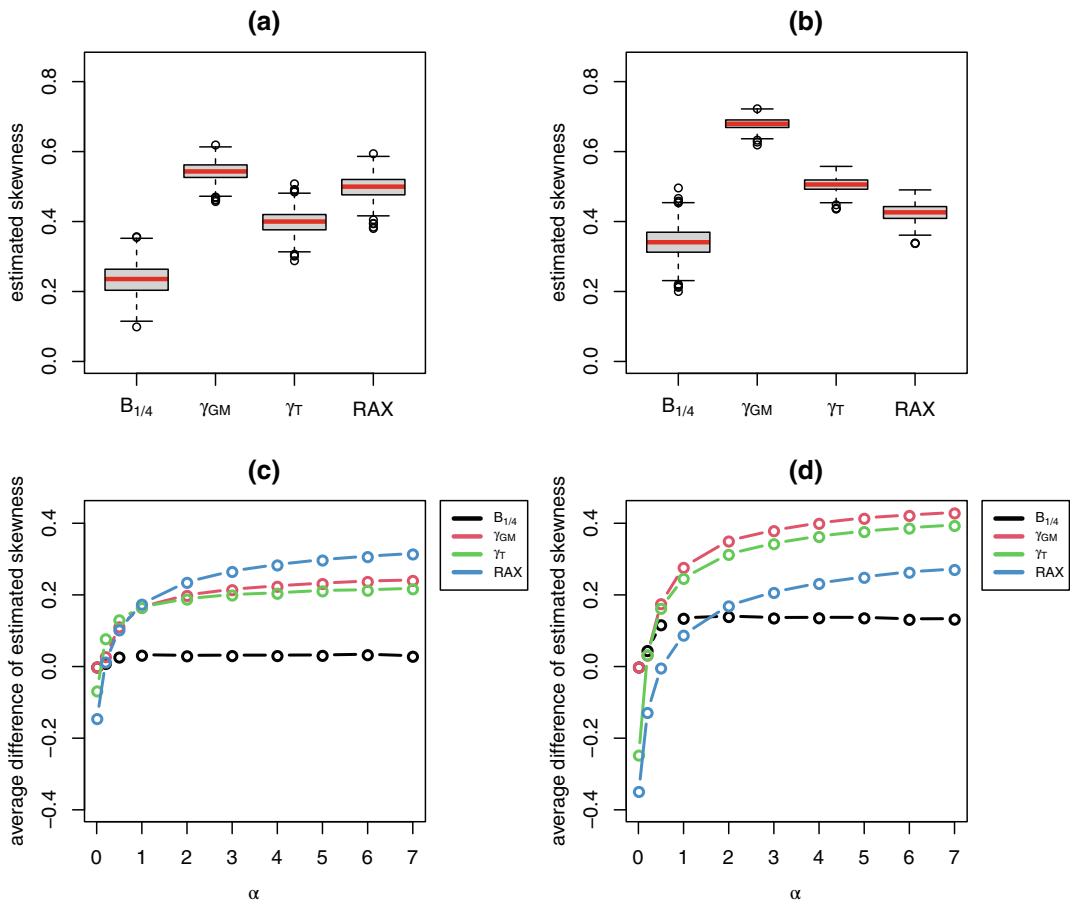 (a)
estimated skewness
0.0 0.2 0.4 0.6 0.8
B1/4 γGM γT RAX
(b)
estimated skewness
0.0 0.2 0.4 0.6 0.8
B1/4 γGM γT RAX
(c)
average difference of estimated skewness
−0.4 −0.2 0.0 0.2 0.4
0 1 2 3 4 5 6 7
α
B1/4
γGM
γT
RAX
(d)
average difference of estimated skewness
−0.4 −0.2 0.0 0.2 0.4
0 1 2 3 4 5 6 7
α
B1/4
γGM
γT
RAX